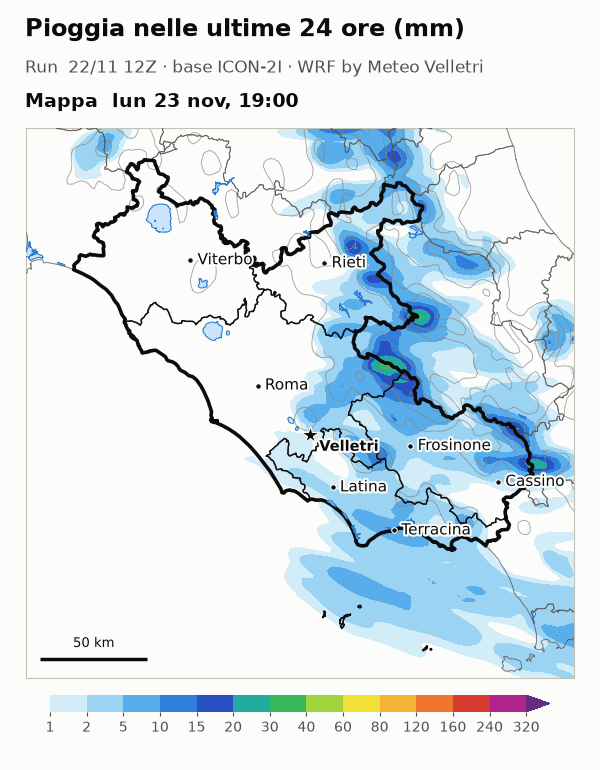 Pioggia nelle ultime 24 ore (mm)
Run 22/11 12Z · base ICON-2I · WRF by Meteo Velletri
Mappa lun 23 nov, 19:00
Viterbo
Rieti
Roma
Velletri
Frosinone
Cassino
Latina
Terracina
50 km
1 2 5 10 15 20 30 40 60 80 120 160 240 320